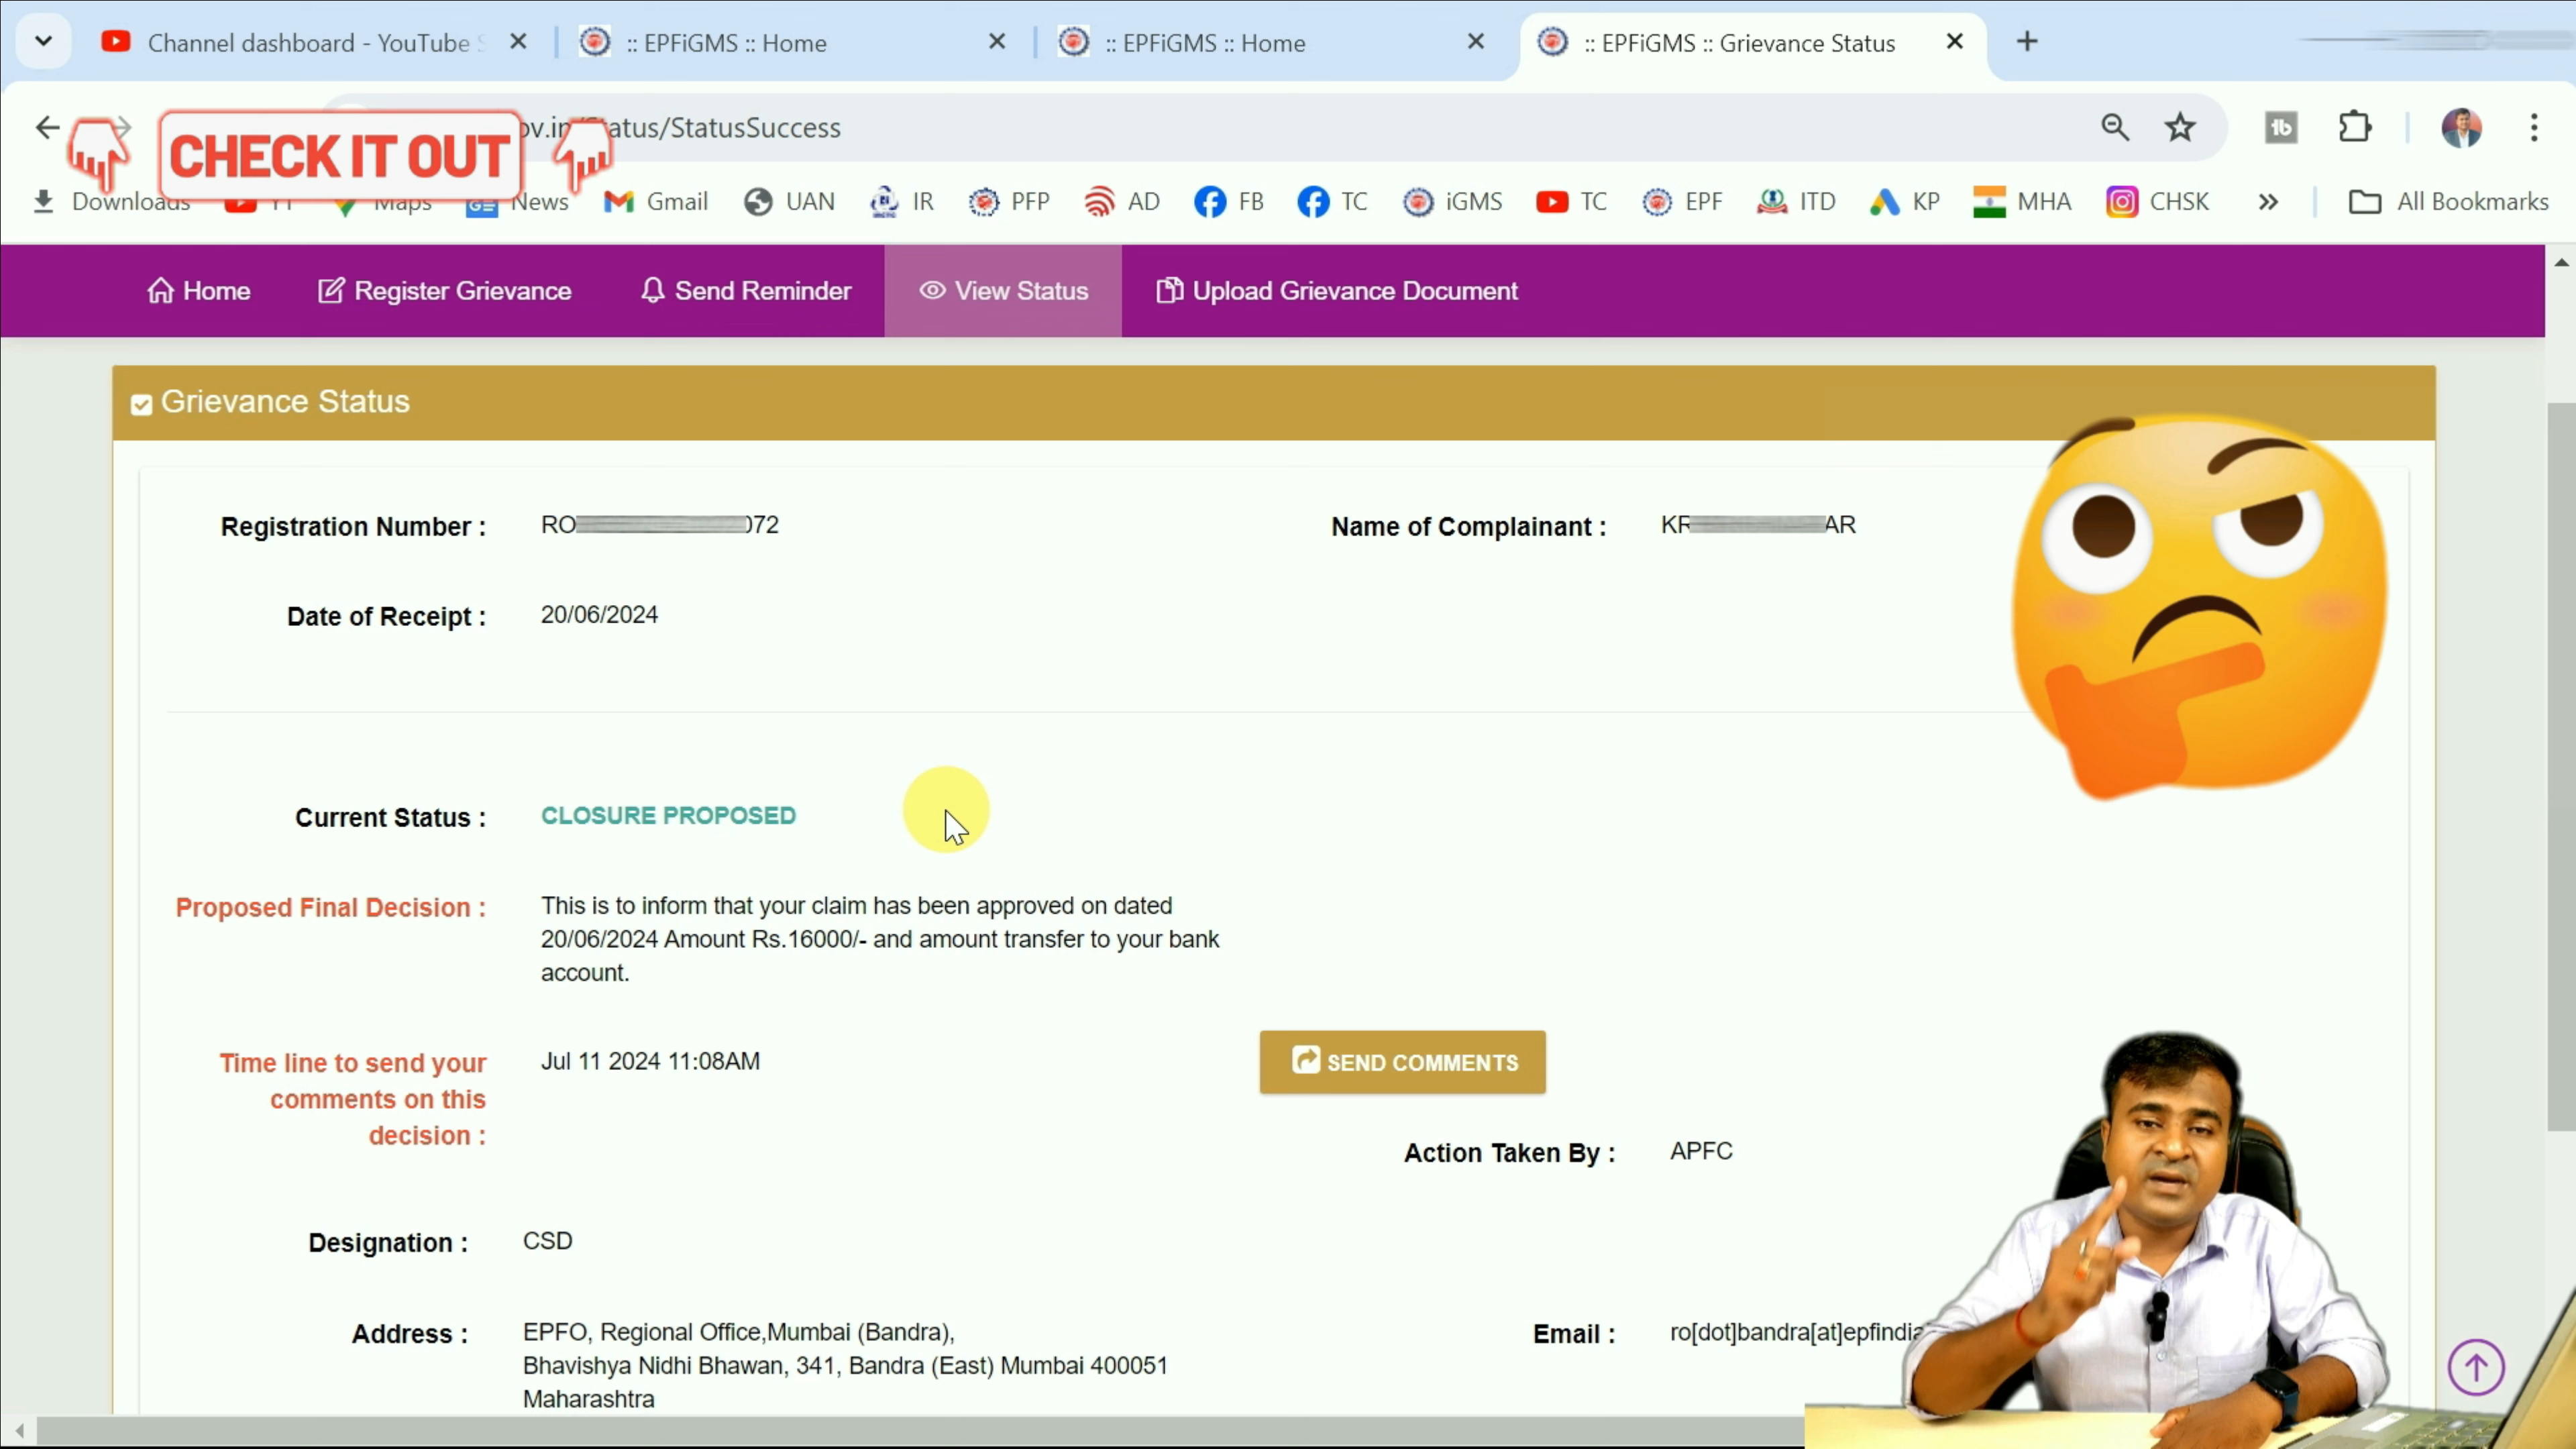 Channel dashboard - YouTube S
:: EPFiGMS :: Home
:: EPFiGMS :: Home
:: EPFiGMS :: Grievance Status
CHECK IT OUT
ov.in/Status/StatusSuccess
Downloads YT Maps News Gmail UAN IR PFP AD FB TC iGMS TC EPF ITD KP MHA CHSK » All Bookmarks
Home Register Grievance Send Reminder View Status Upload Grievance Document
Grievance Status
Registration Number : RO 072 Name of Complainant : KR AR
Date of Receipt : 20/06/2024
Current Status : CLOSURE PROPOSED
Proposed Final Decision : This is to inform that your claim has been approved on dated
20/06/2024 Amount Rs.16000/- and amount transfer to your bank
account.
Time line to send your Jul 11 2024 11:08AM SEND COMMENTS
comments on this
decision :
Action Taken By : APFC
Designation : CSD
Address : EPFO, Regional Office,Mumbai (Bandra), Email : ro[dot]bandra[at]epfindia
Bhavishya Nidhi Bhawan, 341, Bandra (East) Mumbai 400051
Maharashtra